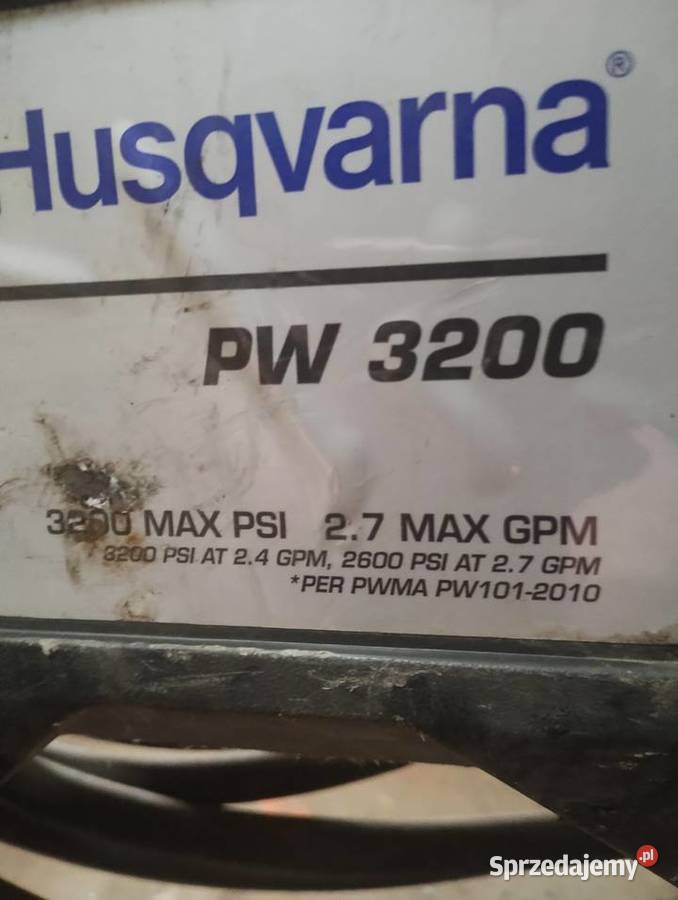 Husqvarna®
PW 3200
3200 MAX PSI 2.7 MAX GPM
3200 PSI AT 2.4 GPM, 2600 PSI AT 2.7 GPM
*PER PWMA PW101-2010
Sprzedajemy.pl